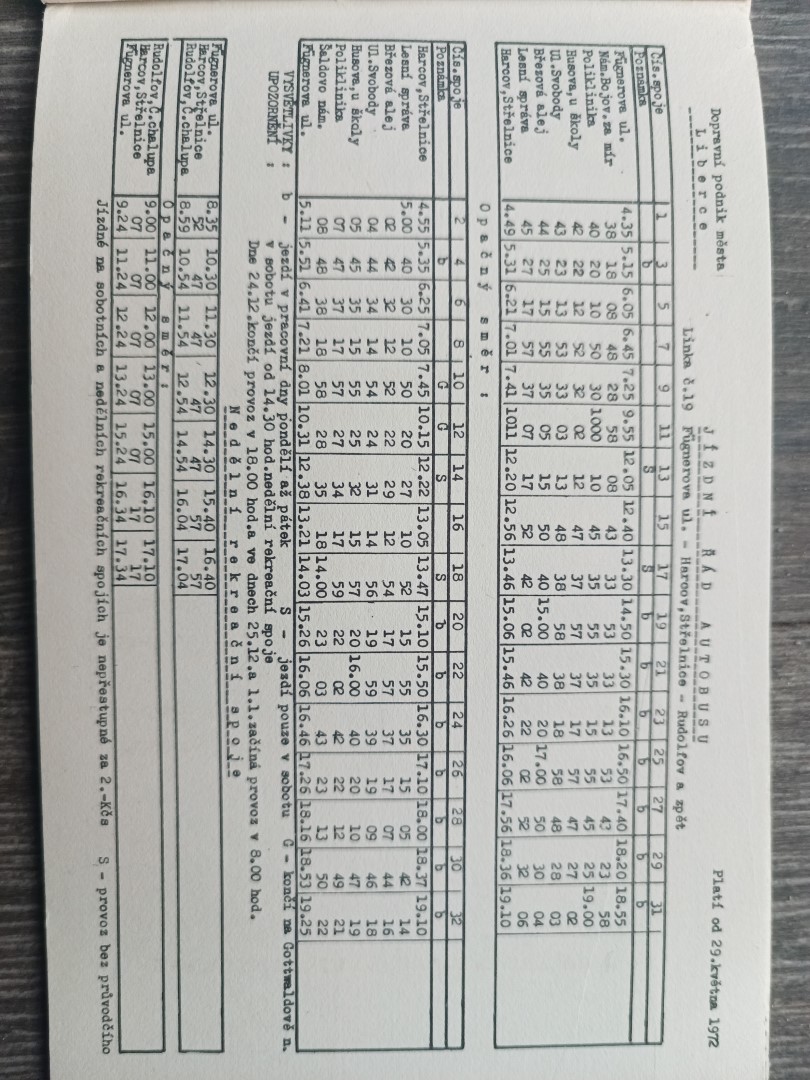 Dopravní podnik města
L i b e r c e
J Í Z D N Í Ř Á D A U T O B U S U
Platí od 29.května 1972
Linka č.19 Fügnerova ul. - Harcov,Střelnice - Rudolfov a zpět
Čís.spoje 1 3 5 7 9 11 13 15 17 19 21 23 25 27 29 31
Poznámka b S S b b b b b b b
Fügnerova ul. 4.35 5.15 6.05 6.45 7.25 9.55 12.05 12.40 13.30 14.50 15.30 16.10 16.50 17.40 18.20 18.55
Nám.Bojov.za mír 38 18 08 48 28 58 08 43 33 53 33 13 53 43 23 58
Poliklinika 40 20 10 50 30 1000 10 45 35 55 35 15 55 45 25 19.00
Husova,u školy 42 22 12 52 32 02 12 47 37 57 37 17 57 47 27 02
Ul.Svobody 43 23 13 53 33 03 13 48 38 58 38 18 58 48 28 03
Březová alej 44 25 15 55 35 05 15 50 40 15.00 40 20 17.00 50 30 04
Lesní správa 45 27 17 57 37 07 17 52 42 02 42 22 02 52 32 06
Harcov,Střelnice 4.49 5.31 6.21 7.01 7.41 1011 12.20 12.56 13.46 15.06 15.46 16.26 16.06 17.56 18.36 19.10
O p a č n ý s m ě r :
Čís.spoje 2 4 6 8 10 12 14 16 18 20 22 24 26 28 30 32
Poznámka b G G S S b b b b b b b
Harcov,Střelnice 4.55 5.35 6.25 7.05 7.45 10.15 12.22 13.05 13.47 15.10 15.50 16.30 17.10 18.00 18.37 19.10
Lesní správa 5.00 40 30 10 50 20 27 10 52 15 55 35 15 05 42 14
Březová alej 02 42 32 12 52 22 29 12 54 17 57 37 17 07 44 16
Ul.Svobody 04 44 34 14 54 24 31 14 56 19 59 39 19 09 46 18
Husova,u školy 05 45 35 15 55 25 32 15 57 20 16.00 40 20 10 47 19
Poliklinika 07 47 37 17 57 27 34 17 59 22 02 42 22 12 49 21
Šaldovo nám. 08 48 38 18 58 28 35 18 14.00 23 03 43 23 13 50 22
Fügnerova ul. 5.11 5.51 6.41 7.21 8.01 10.31 12.38 13.21 14.03 15.26 16.06 16.46 17.26 18.16 18.53 19.25
VYSVĚTLIVKY : b - jezdí v pracovní dny pondělí až pátek S - jezdí pouze v sobotu G - končí na Gottwaldově n.
UPOZORNĚNÍ : v sobotu jezdí od 14.30 hod.nedělní rekreační spoje
Dne 24.12.končí provoz v 18.00 hod.a ve dnech 25.12.a 1.1.začíná provoz v 8.00 hod.
N e d ě l n í r e k r e a č n í s p o j e
Fügnerova ul. 8.35 10.30 11.30 12.30 14.30 15.40 16.40
Harcov,Střelnice 52 47 47 47 47 57 57
Rudolfov,Č.chalupa 8.59 10.54 11.54 12.54 14.54 16.04 17.04
O p a č n ý s m ě r :
Rudolfov,Č.chalupa 9.00 11.00 12.00 13.00 15.00 16.10 17.10
Harcov,Střelnice 07 07 07 07 07 17 17
Fügnerova ul. 9.24 11.24 12.24 13.24 15.24 16.34 17.34
Jízdné na sobotních a nedělních rekreačních spojích je nepřestupné za 2.-Kčs S - provoz bez průvodčího